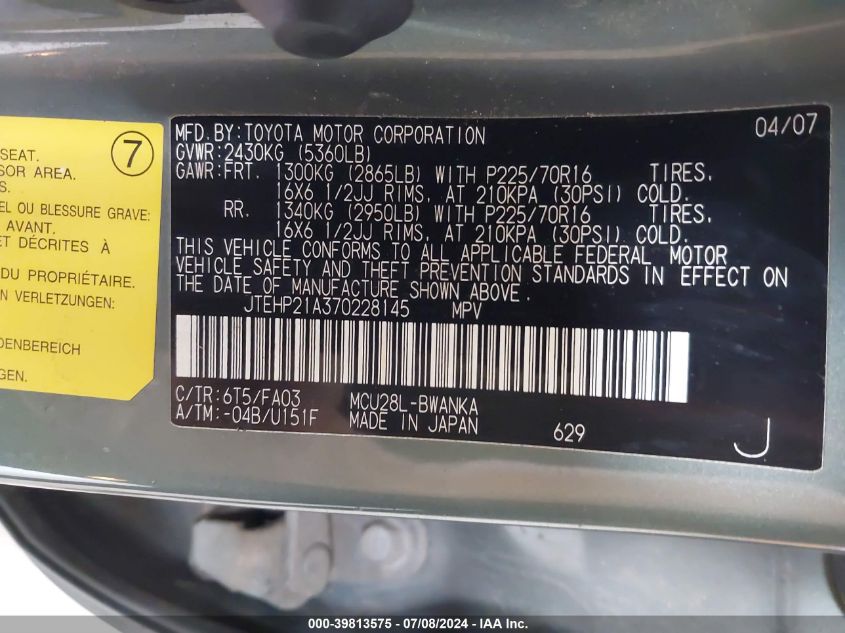 SEAT.
SOR AREA.
S.
EL OU BLESSURE GRAVE:
AVANT.
ET DÉCRITES À
DU PROPRIÉTAIRE.
EN VERLETZUNGEN:
DENBEREICH
GEN.
7
MFD. BY: TOYOTA MOTOR CORPORATION 04/07
GVWR: 2430KG (5360LB)
GAWR: FRT. 1300KG (2865LB) WITH P225/70R16 TIRES.
16X6 1/2JJ RIMS, AT 210KPA (30PSI) COLD.
RR. 1340KG (2950LB) WITH P225/70R16 TIRES.
16X6 1/2JJ RIMS, AT 210KPA (30PSI) COLD.
THIS VEHICLE CONFORMS TO ALL APPLICABLE FEDERAL MOTOR
VEHICLE SAFETY AND THEFT PREVENTION STANDARDS IN EFFECT ON
THE DATE OF MANUFACTURE SHOWN ABOVE.
JTEHP21A370228145 MPV
C/TR: 6T5/FA03 MCU28L-BWANKA
A/TM: -04B/U151F MADE IN JAPAN 629 J
000-39813575 - 07/08/2024 - IAA Inc.